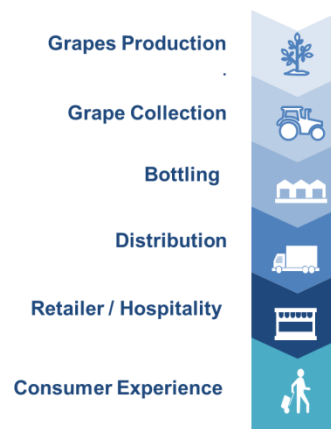 Grapes Production
.
Grape Collection
Bottling
Distribution
Retailer / Hospitality
Consumer Experience